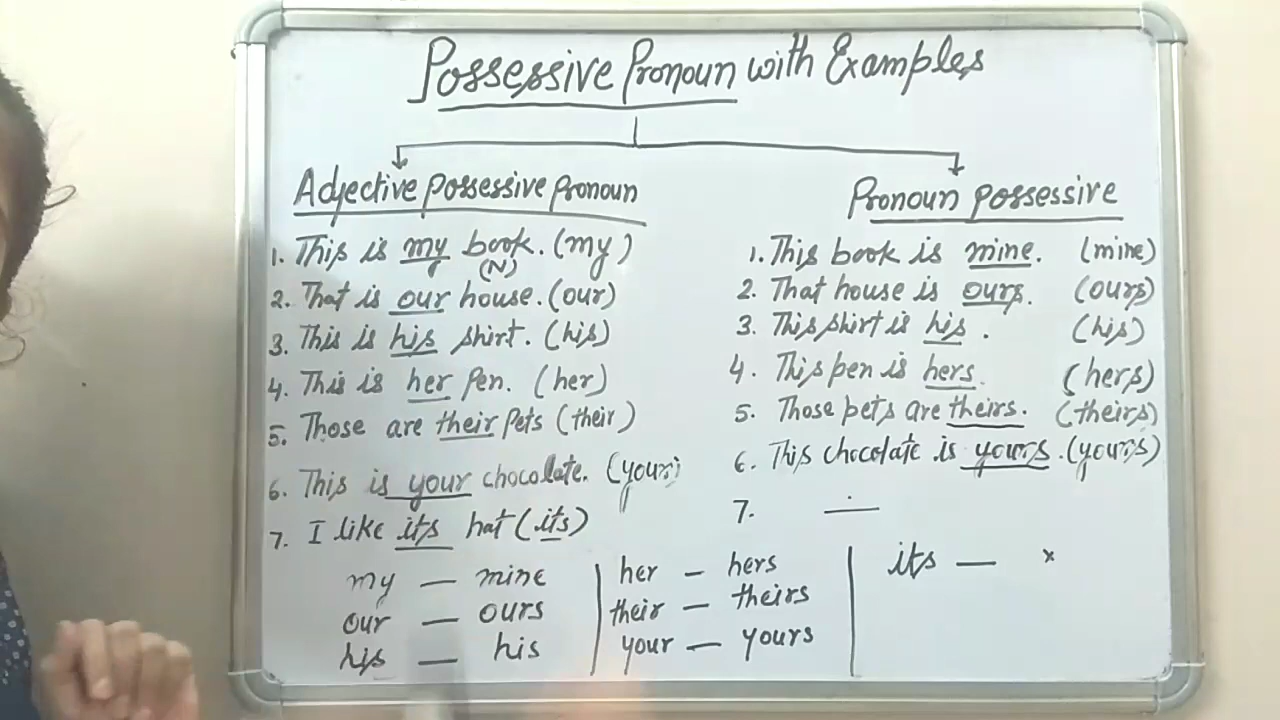 Possessive Pronoun with Examples
Adjective possessive pronoun
1. This is my book. (my)
(N)
2. That is our house. (our)
3. This is his shirt. (his)
4. This is her Pen. (her)
5. Those are their Pets (their)
6. This is your chocolate. (your)
7. I like its hat (its)
Pronoun possessive
1. This book is mine. (mine)
2. That house is ours. (ours)
3. This shirt is his. (his)
4. This pen is hers. (hers)
5. Those pets are theirs. (theirs)
6. This chocolate is yours. (yours)
7. —
my — mine
our — ours
his — his
her — hers
their — theirs
your — yours
its — ×